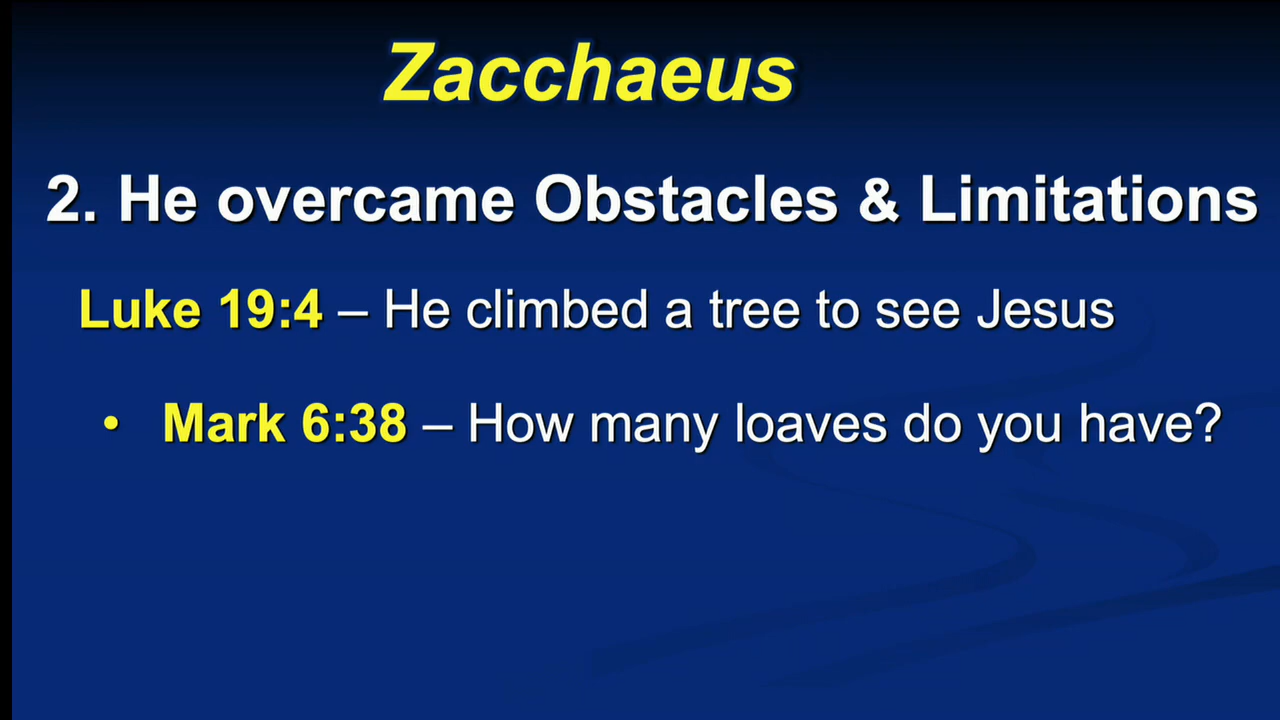 Zacchaeus
2. He overcame Obstacles & Limitations
Luke 19:4 – He climbed a tree to see Jesus
• Mark 6:38 – How many loaves do you have?